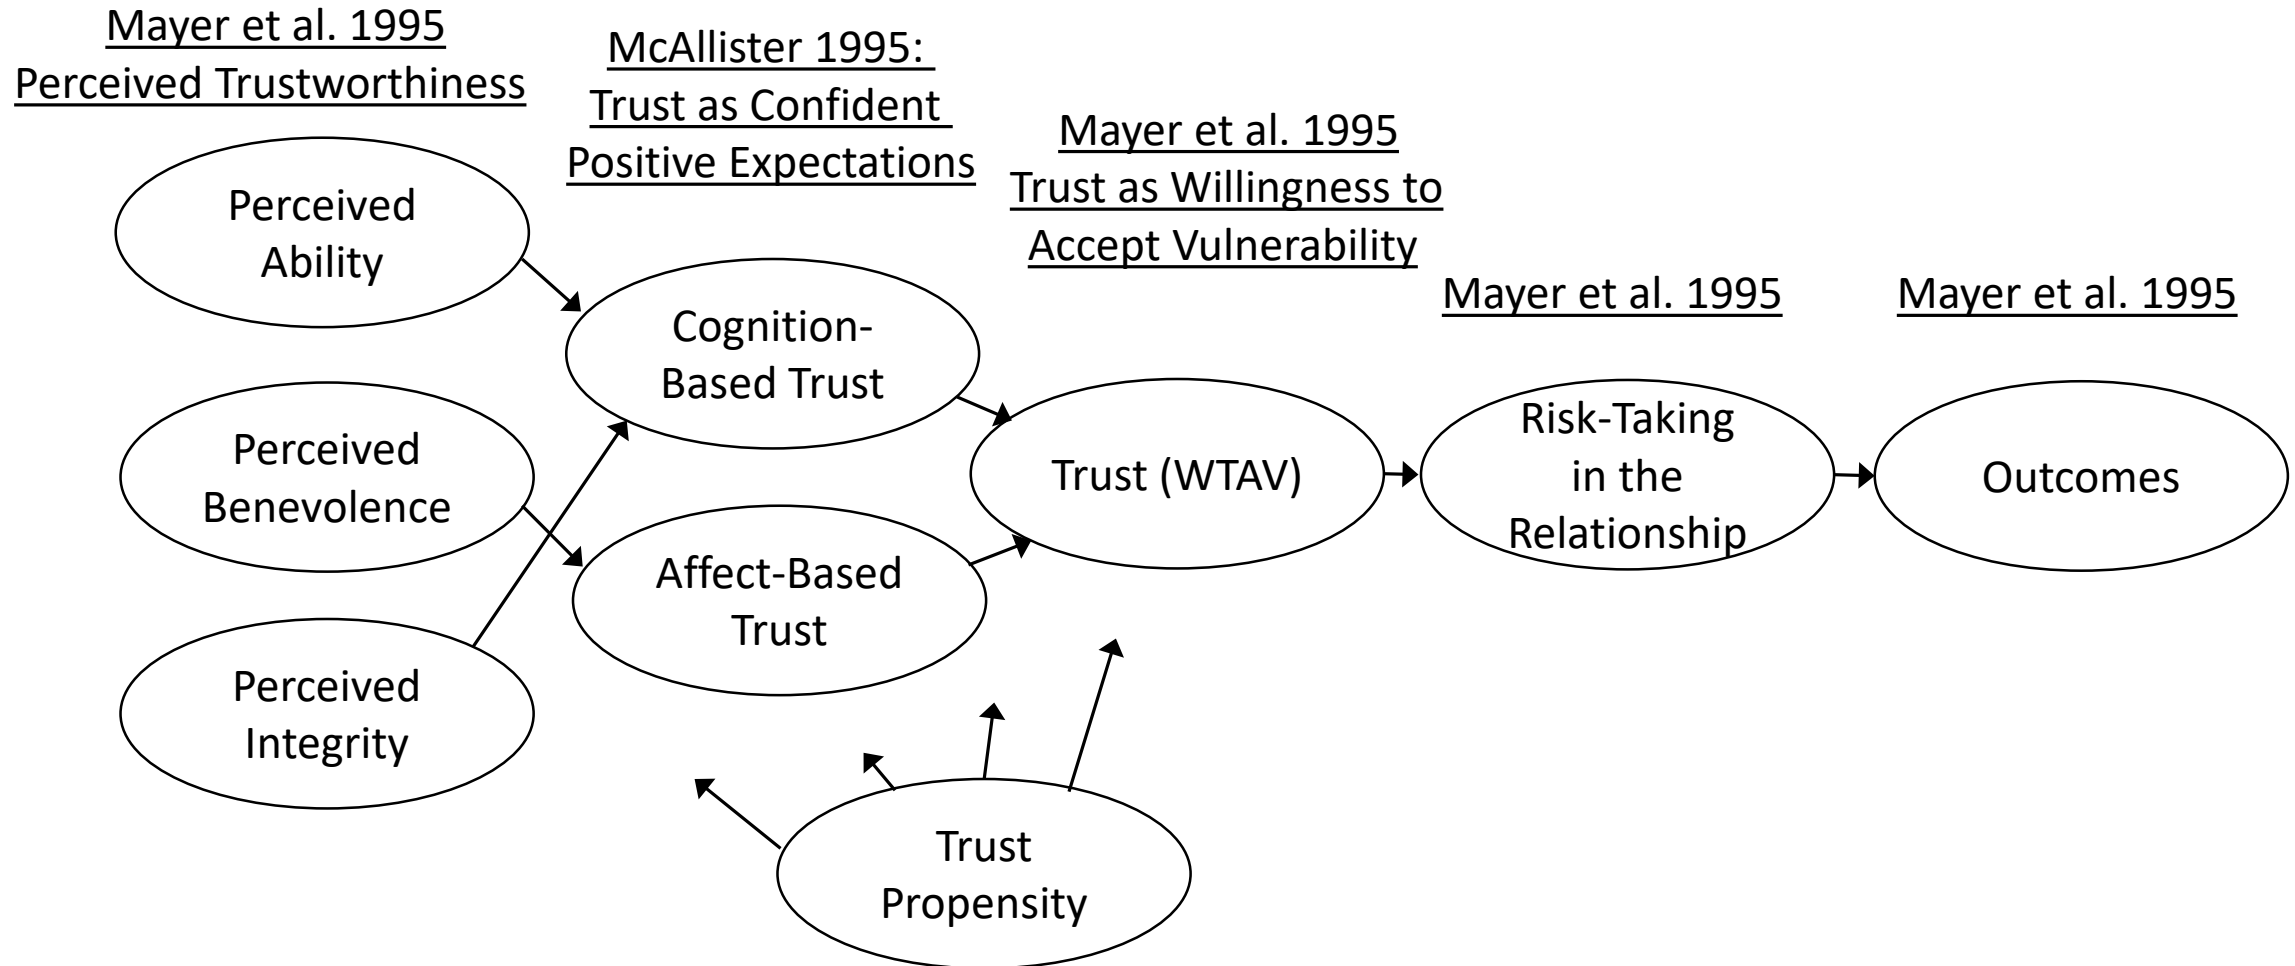 Mayer et al. 1995
Perceived Trustworthiness
McAllister 1995:
Trust as Confident
Positive Expectations
Mayer et al. 1995
Trust as Willingness to
Accept Vulnerability
Mayer et al. 1995
Mayer et al. 1995
Perceived
Ability
Perceived
Benevolence
Perceived
Integrity
Cognition-
Based Trust
Affect-Based
Trust
Trust (WTAV)
Risk-Taking
in the
Relationship
Outcomes
Trust
Propensity